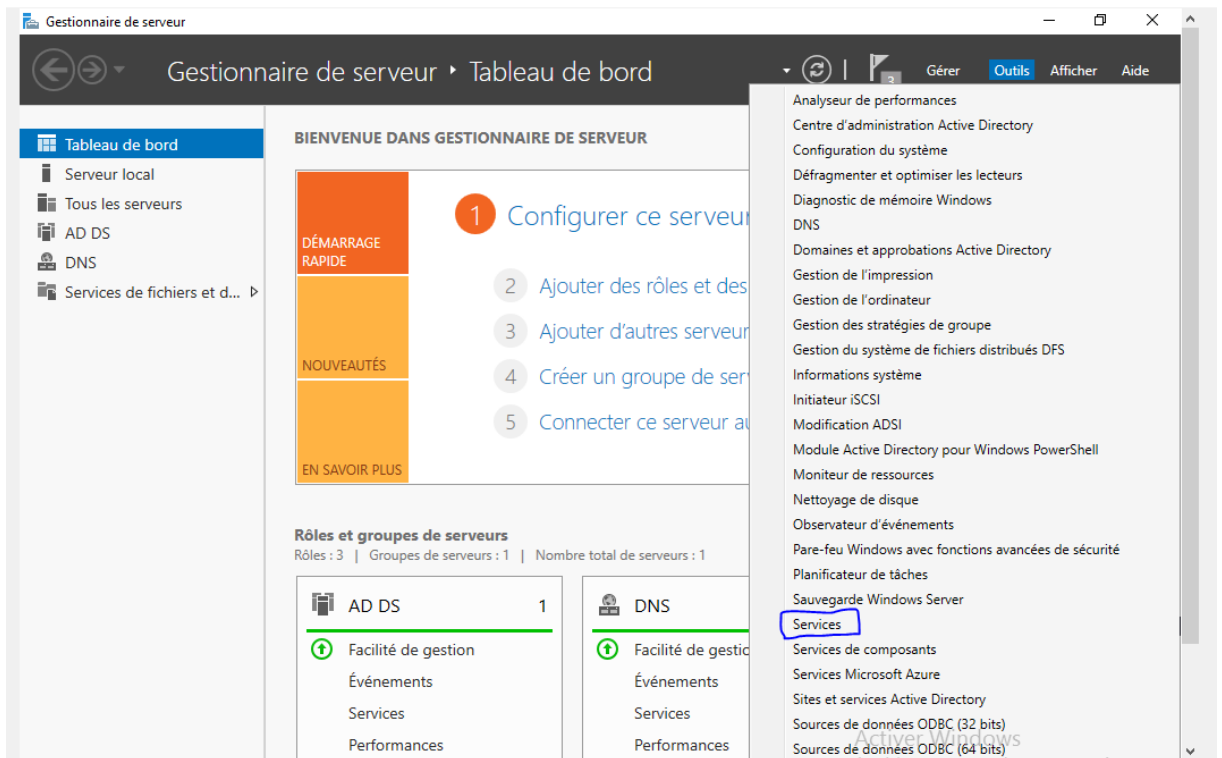 Gestionnaire de serveur
Gestionnaire de serveur ‣ Tableau de bord
3
Gérer
Outils
Afficher
Aide
Tableau de bord
Serveur local
Tous les serveurs
AD DS
DNS
Services de fichiers et d...
BIENVENUE DANS GESTIONNAIRE DE SERVEUR
DÉMARRAGE
RAPIDE
NOUVEAUTÉS
EN SAVOIR PLUS
1 Configurer ce serveur
2 Ajouter des rôles et des
3 Ajouter d'autres serveur
4 Créer un groupe de ser
5 Connecter ce serveur au
Rôles et groupes de serveurs
Rôles : 3 | Groupes de serveurs : 1 | Nombre total de serveurs : 1
AD DS 1
Facilité de gestion
Événements
Services
Performances
DNS
Facilité de gestic
Événements
Services
Performances
Analyseur de performances
Centre d'administration Active Directory
Configuration du système
Défragmenter et optimiser les lecteurs
Diagnostic de mémoire Windows
DNS
Domaines et approbations Active Directory
Gestion de l'impression
Gestion de l'ordinateur
Gestion des stratégies de groupe
Gestion du système de fichiers distribués DFS
Informations système
Initiateur iSCSI
Modification ADSI
Module Active Directory pour Windows PowerShell
Moniteur de ressources
Nettoyage de disque
Observateur d'événements
Pare-feu Windows avec fonctions avancées de sécurité
Planificateur de tâches
Sauvegarde Windows Server
Services
Services de composants
Services Microsoft Azure
Sites et services Active Directory
Sources de données ODBC (32 bits)
Sources de données ODBC (64 bits)
Activer Windows